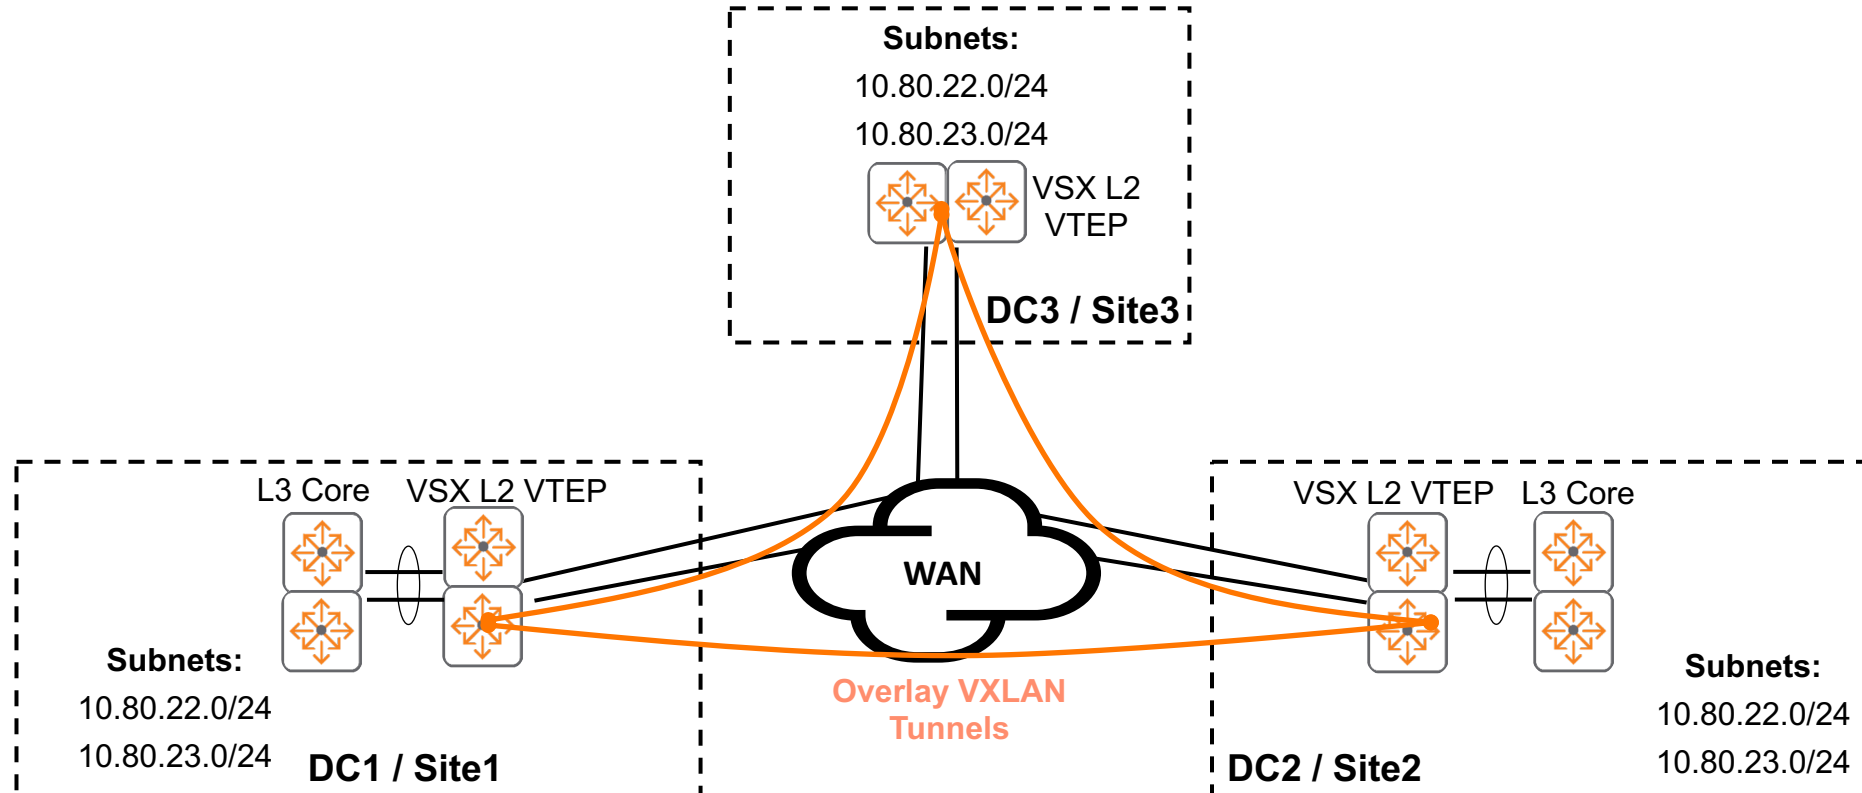 Subnets:
10.80.22.0/24
10.80.23.0/24
VSX L2
VTEP
DC3 / Site3
L3 Core
VSX L2 VTEP
Subnets:
10.80.22.0/24
10.80.23.0/24
DC1 / Site1
WAN
Overlay VXLAN
Tunnels
VSX L2 VTEP
L3 Core
Subnets:
10.80.22.0/24
10.80.23.0/24
DC2 / Site2